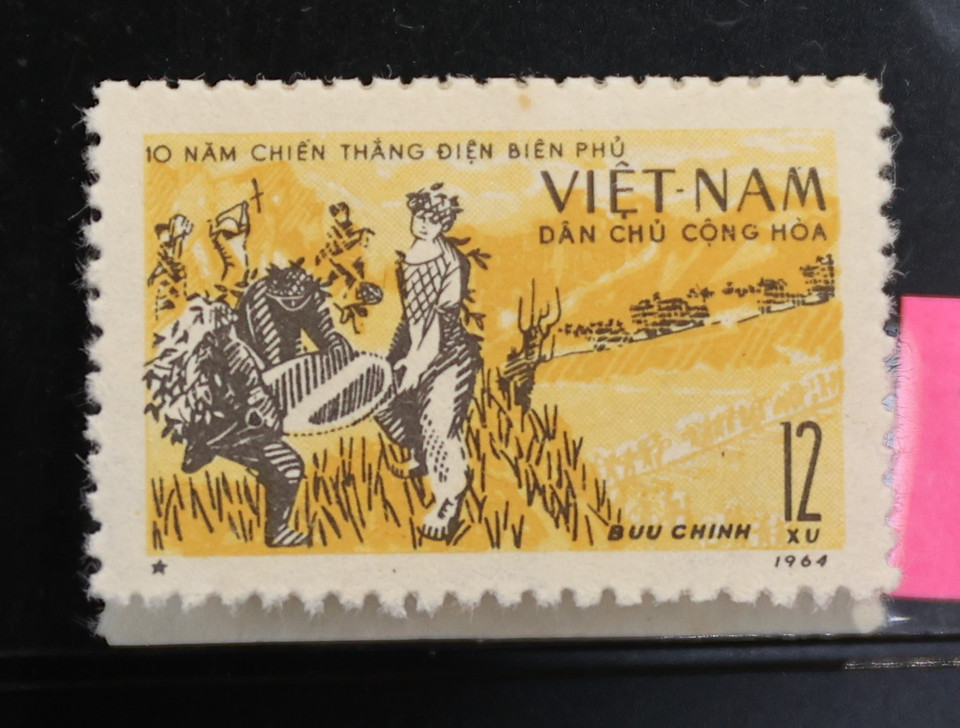 10 NĂM CHIẾN THẮNG ĐIỆN BIÊN PHỦ
VIỆT-NAM
DÂN CHỦ CỘNG HÒA
12
XU
BUU CHINH
1964